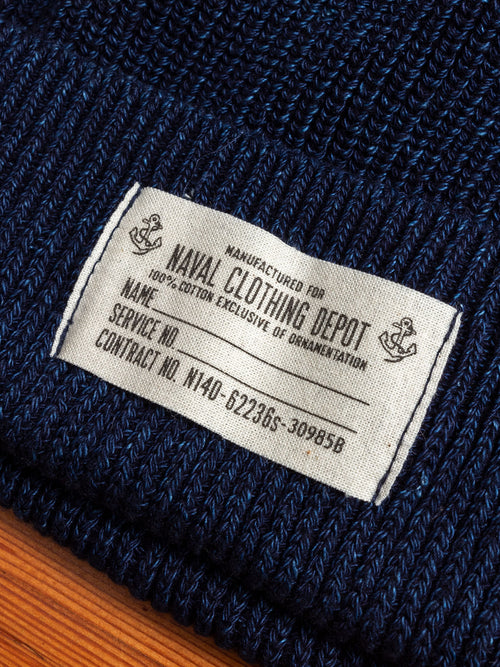 MANUFACTURED FOR
NAVAL CLOTHING DEPOT
100% COTTON EXCLUSIVE OF ORNAMENTATION
NAME
SERVICE NO.
CONTRACT NO. N140-62236s-30985B